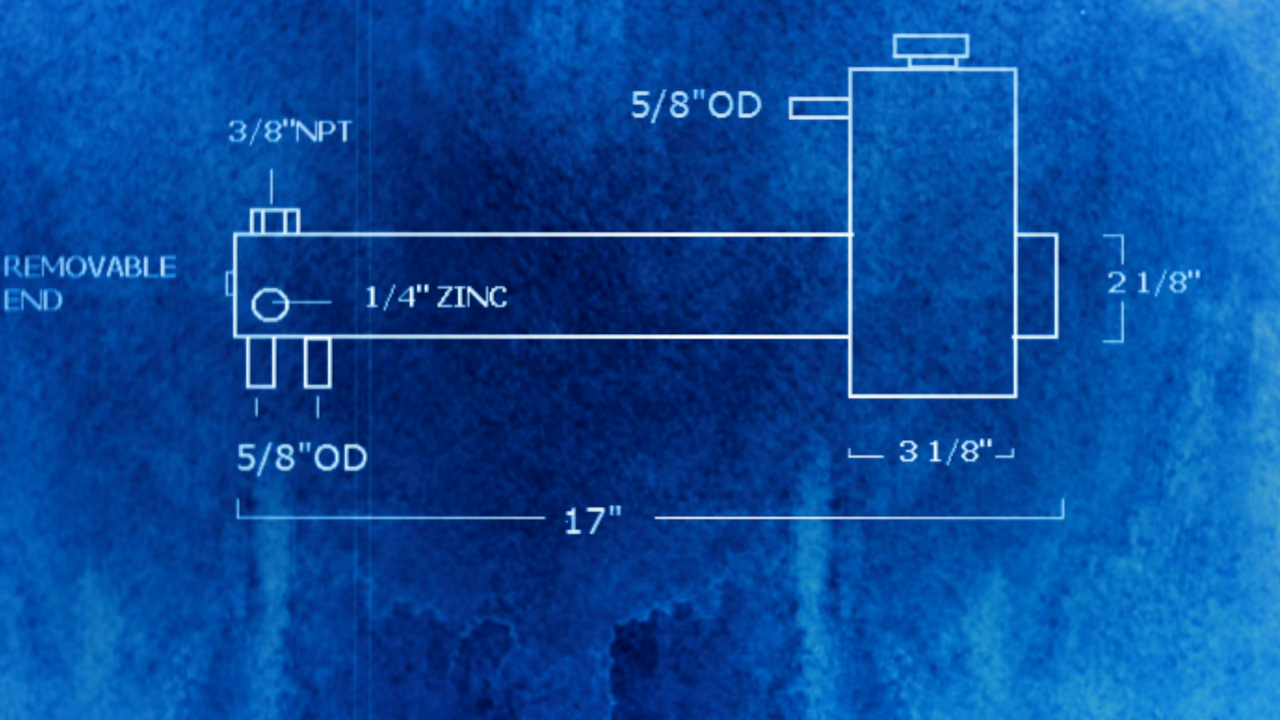 5/8"OD
3/8"NPT
REMOVABLE
END
1/4" ZINC
2 1/8"
5/8"OD
3 1/8"
17"